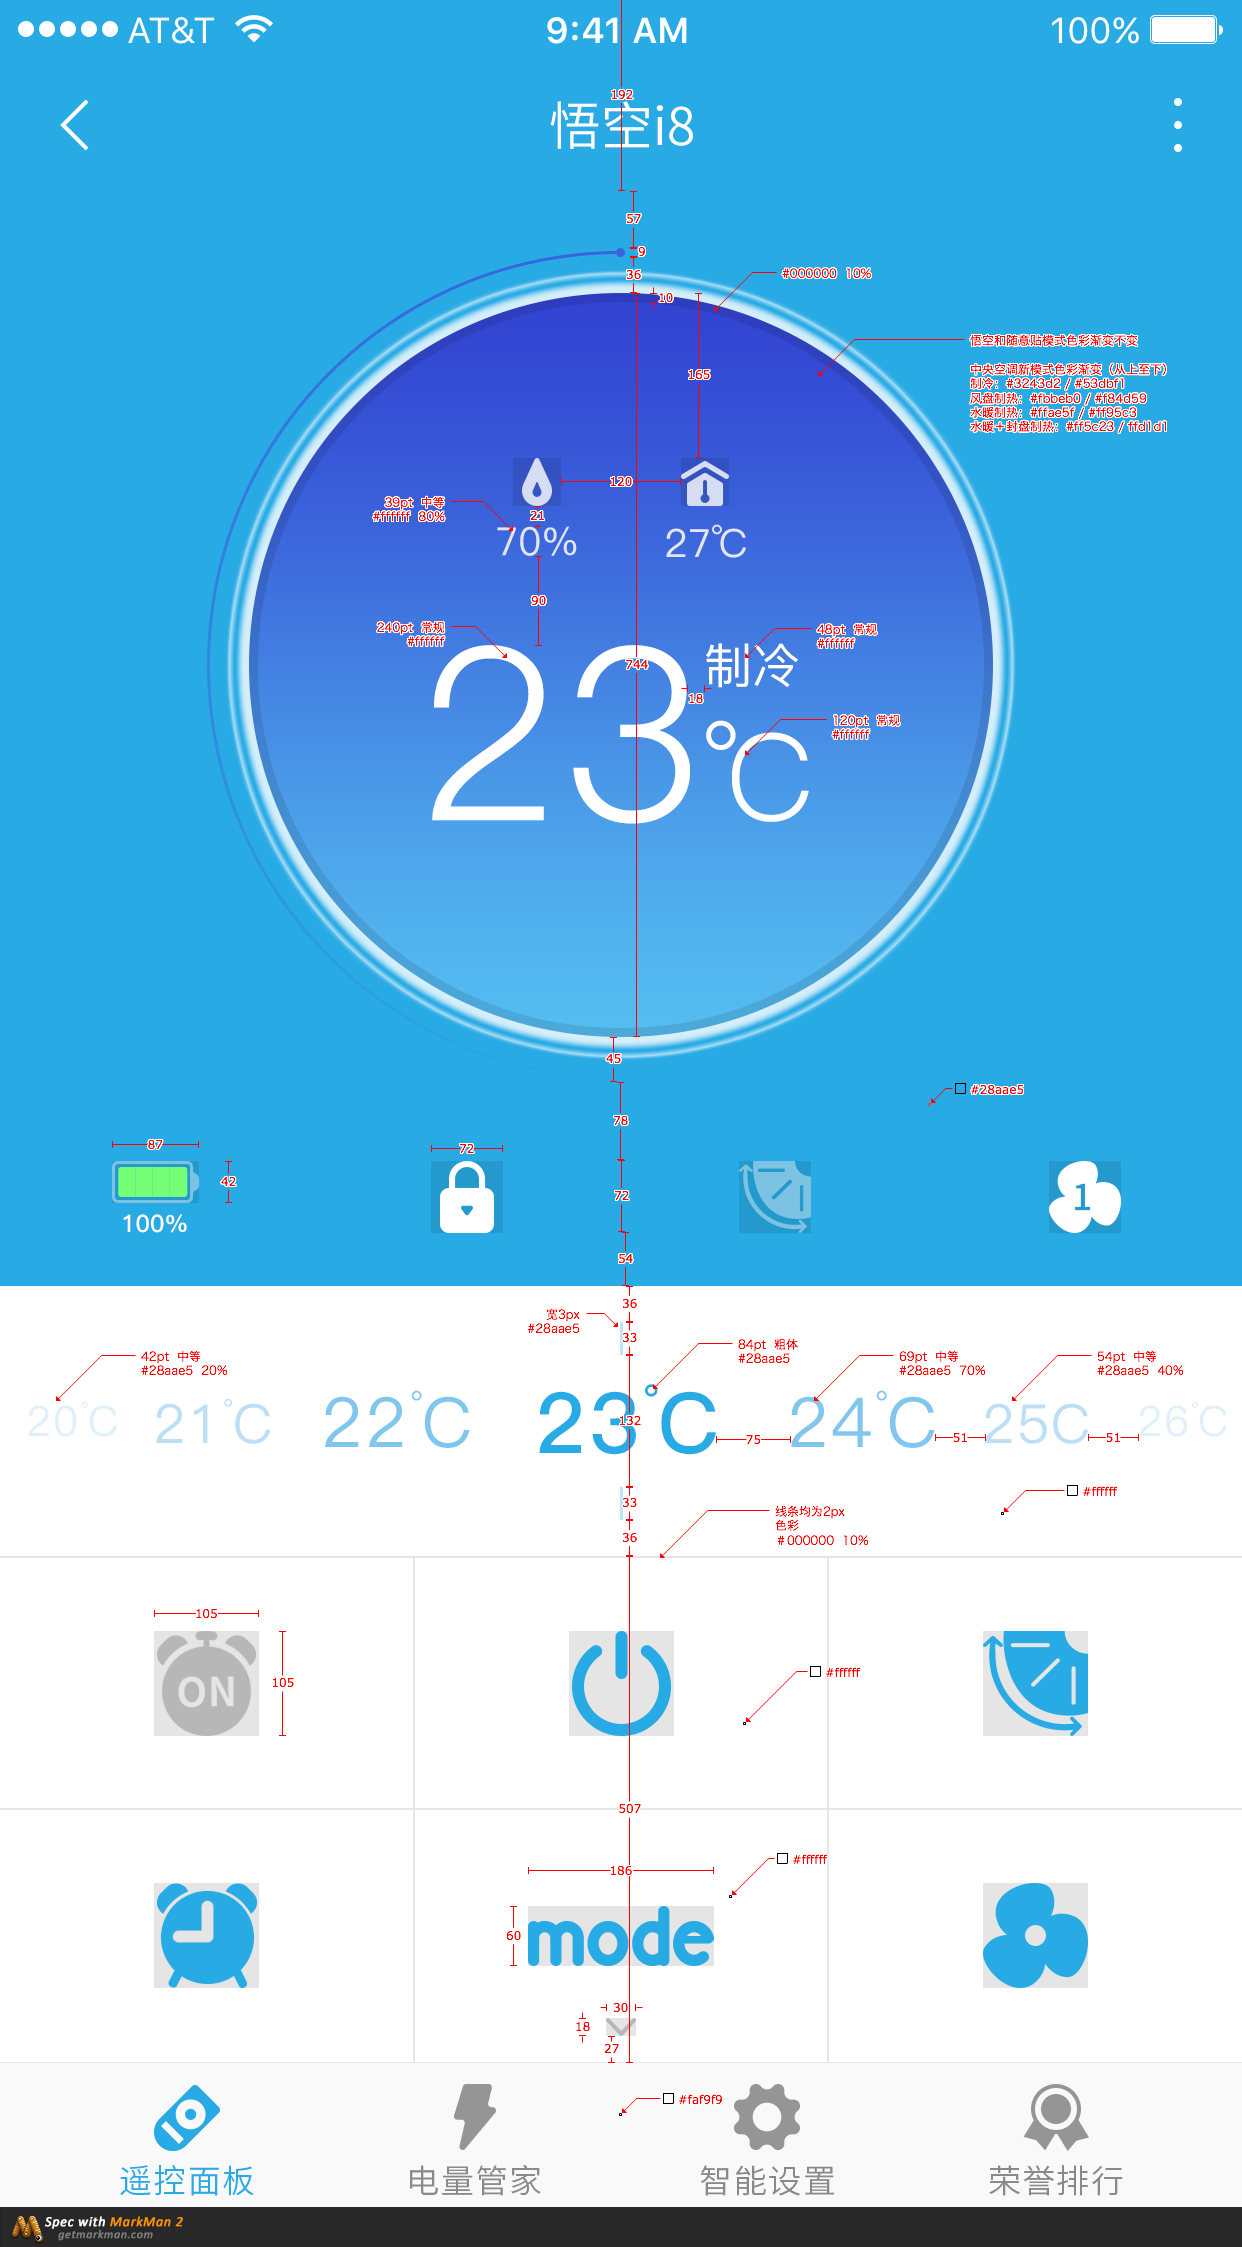 AT&T
9:41 AM
100%
192
悟空i8
57
9
36
#000000 10%
10
悟空和随意贴模式色彩渐变不变
165
中央空调新模式色彩渐变（从上至下）
制冷：#3243d2 / #53dbf1
风盘制热：#fbbeb0 / #f84d59
水暖制热：#ffae5f / #ff95c3
水暖+封盘制热：#ff5c23 / ffd1d1
120
39pt 中等
#ffffff 80%
21
70%
27℃
90
240pt 常规
#ffffff
48pt 常规
#ffffff
744
制冷
18
23℃
120pt 常规
#ffffff
45
#28aae5
78
87
72
42
72
1
100%
54
36
宽3px
#28aae5
33
84pt 粗体
#28aae5
42pt 中等
#28aae5 20%
69pt 中等
#28aae5 70%
54pt 中等
#28aae5 40%
20℃ 21℃ 22℃ 23℃ 24℃ 25C 26℃
132
75
51
51
#ffffff
33
线条均为2px
色彩
#000000 10%
36
105
105
ON
#ffffff
507
#ffffff
186
60
mode
30
18
27
#faf9f9
遥控面板
电量管家
智能设置
荣誉排行
Spec with MarkMan 2
getmarkman.com